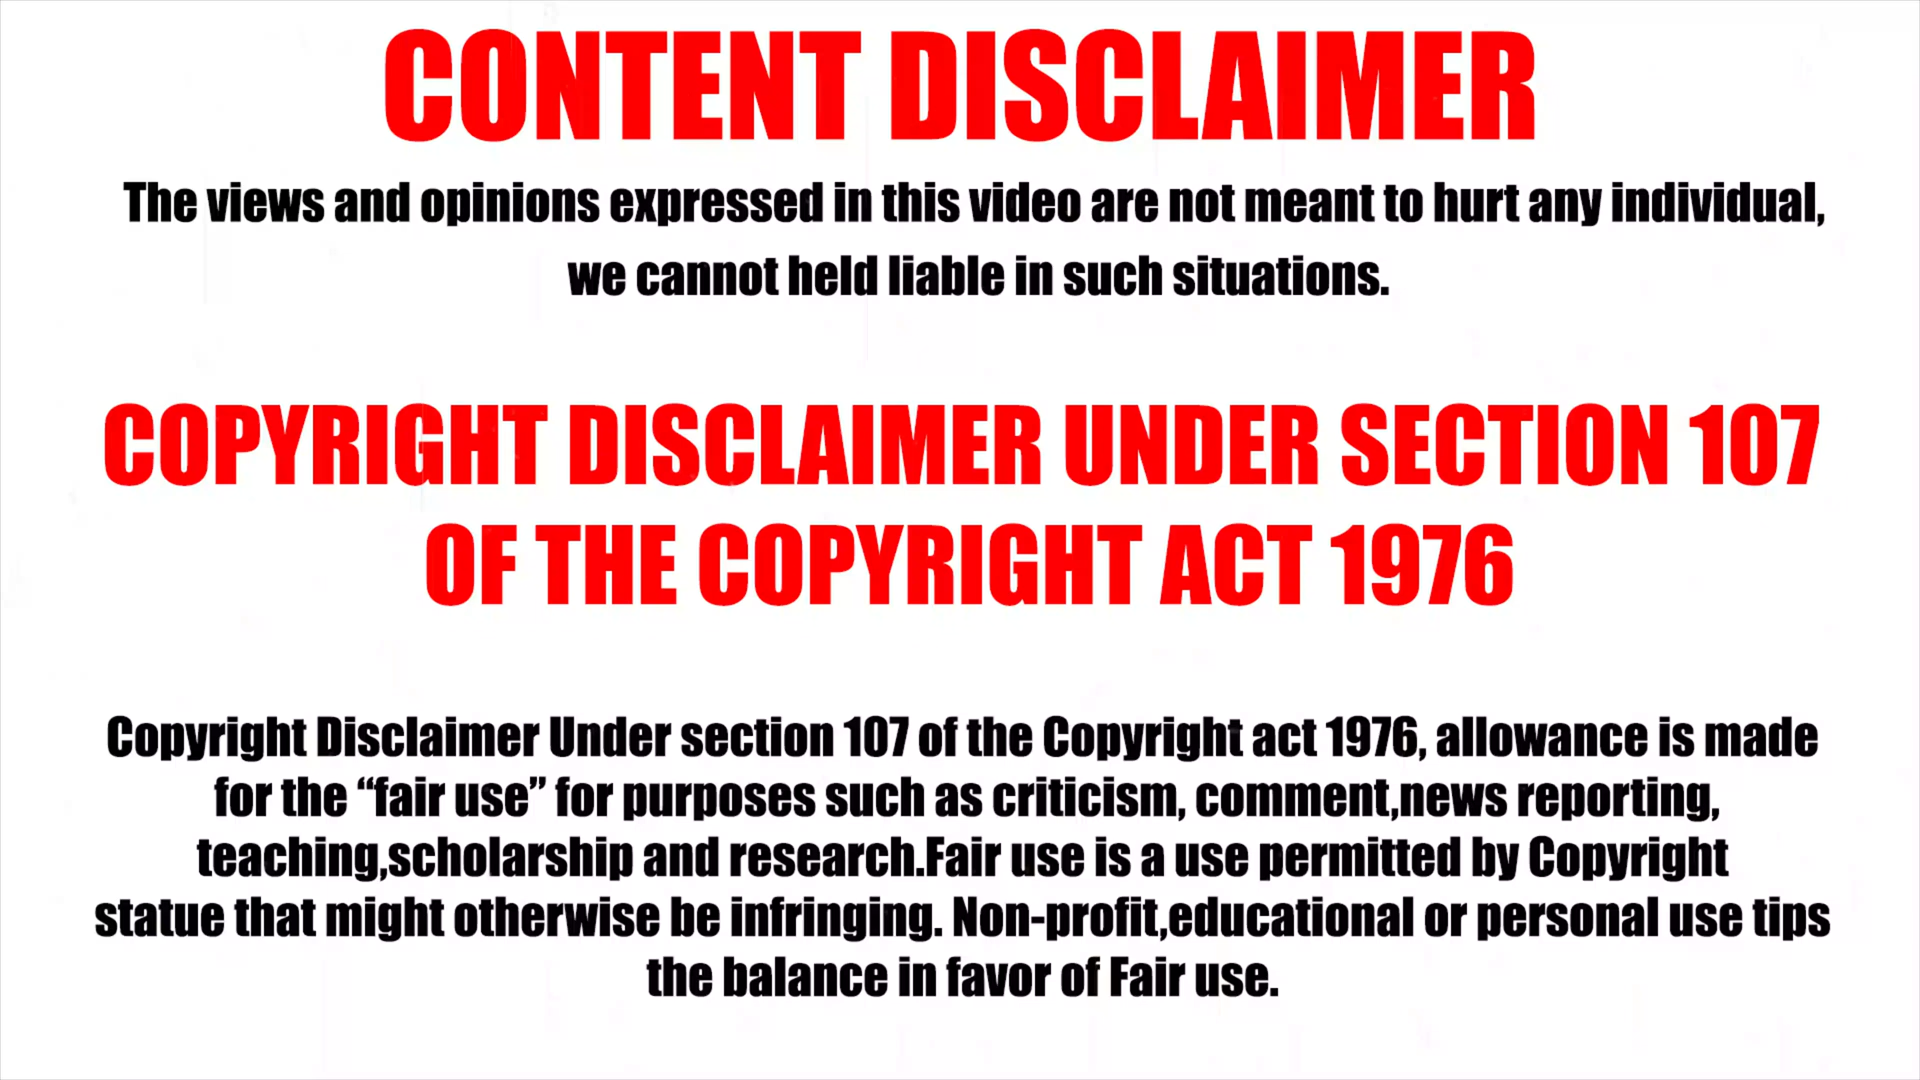 CONTENT DISCLAIMER
The views and opinions expressed in this video are not meant to hurt any individual,
we cannot held liable in such situations.
COPYRIGHT DISCLAIMER UNDER SECTION 107
OF THE COPYRIGHT ACT 1976
Copyright Disclaimer Under section 107 of the Copyright act 1976, allowance is made
for the “fair use” for purposes such as criticism, comment,news reporting,
teaching,scholarship and research.Fair use is a use permitted by Copyright
statue that might otherwise be infringing. Non-profit,educational or personal use tips
the balance in favor of Fair use.